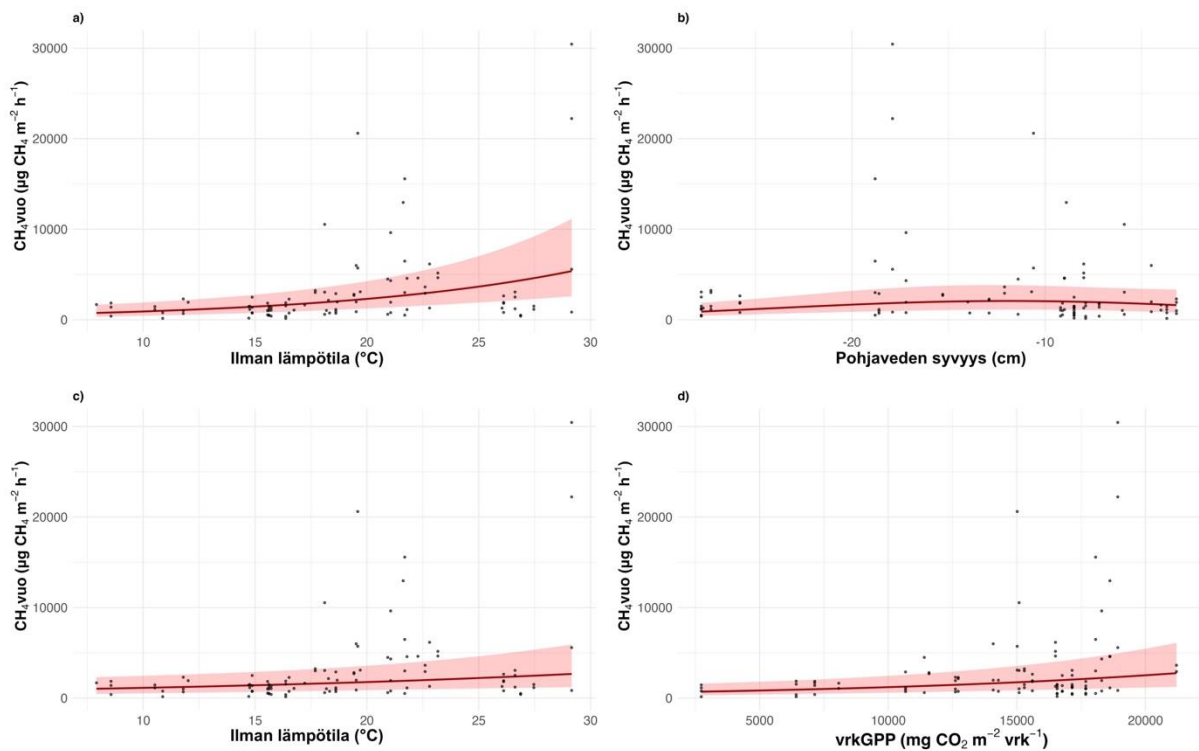 a)
30000
20000
10000
0
CH₄vuo (µg CH₄ m⁻² h⁻¹)
10 15 20 25 30
Ilman lämpötila (°C)
b)
30000
20000
10000
0
CH₄vuo (µg CH₄ m⁻² h⁻¹)
-20 -10
Pohjaveden syvyys (cm)
c)
30000
20000
10000
0
CH₄vuo (µg CH₄ m⁻² h⁻¹)
10 15 20 25 30
Ilman lämpötila (°C)
d)
30000
20000
10000
0
CH₄vuo (µg CH₄ m⁻² h⁻¹)
5000 10000 15000 20000
vrkGPP (mg CO₂ m⁻² vrk⁻¹)